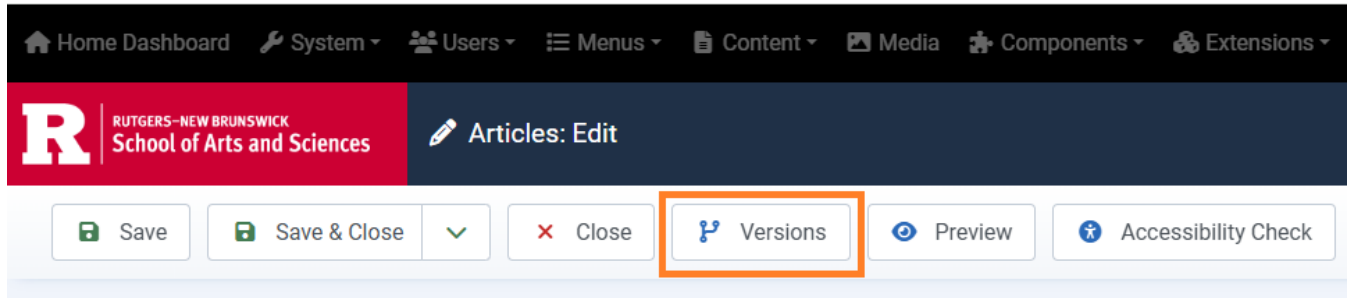 Home Dashboard System Users Menus Content Media Components Extensions
RUTGERS–NEW BRUNSWICK
School of Arts and Sciences
Articles: Edit
Save Save & Close Close Versions Preview Accessibility Check